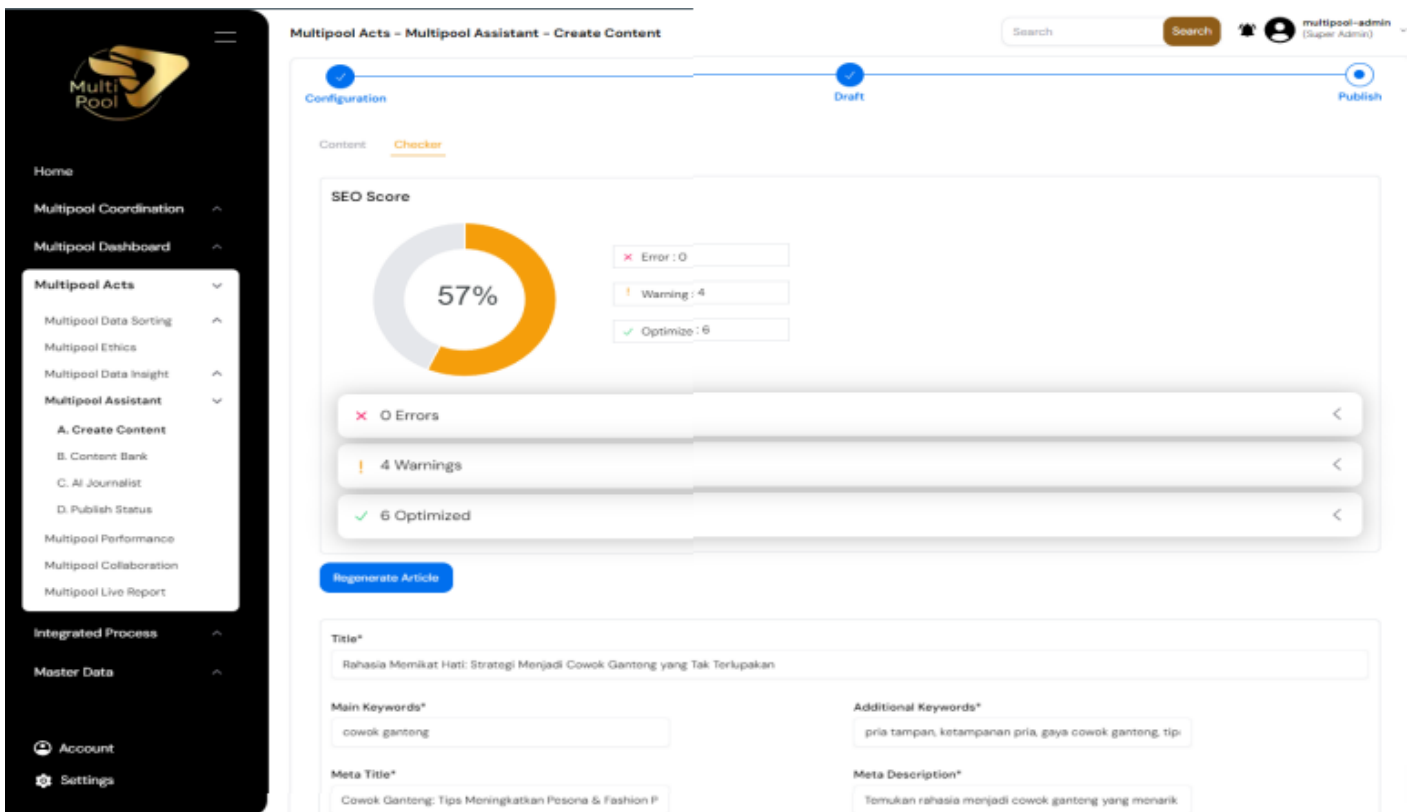 Multi
Pool
Home
Multipool Coordination
Multipool Dashboard
Multipool Acts
Multipool Data Sorting
Multipool Ethics
Multipool Data Insight
Multipool Assistant
A. Create Content
B. Content Bank
C. AI Journalist
D. Publish Status
Multipool Performance
Multipool Collaboration
Multipool Live Report
Integrated Process
Master Data
Account
Settings
Multipool Acts - Multipool Assistant - Create Content
Search
Search
multipool-admin
(Super Admin)
Configuration
Draft
Publish
Content
Checker
SEO Score
57%
Error : 0
Warning : 4
Optimize : 6
0 Errors
4 Warnings
6 Optimized
Regenerate Article
Title*
Rahasia Memikat Hati: Strategi Menjadi Cowok Ganteng yang Tak Terlupakan
Main Keywords*
Additional Keywords*
cowok ganteng
pria tampan, ketampanan pria, gaya cowok ganteng, tip
Meta Title*
Meta Description*
Cowok Ganteng: Tips Meningkatkan Pesona & Fashion P
Temukan rahasia menjadi cowok ganteng yang menarik